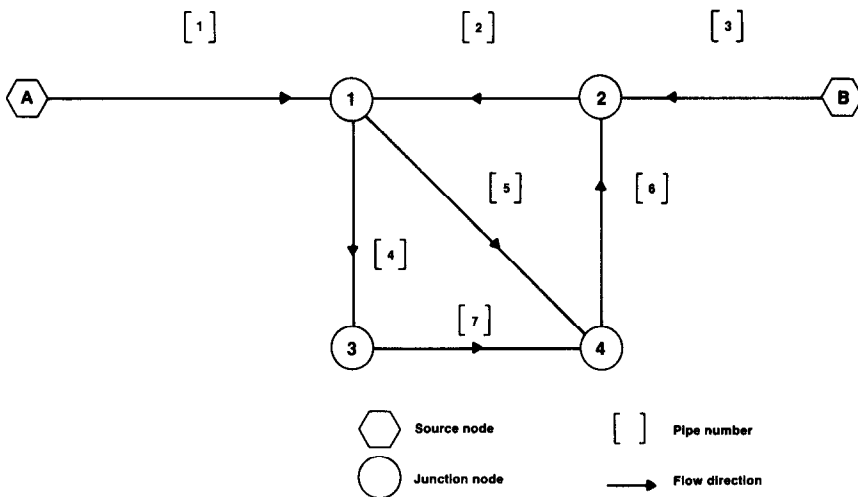 [1] [2] [3]
A 1 2 B
[5] [6]
[4]
[7]
3 4
Source node [ ] Pipe number
Junction node Flow direction